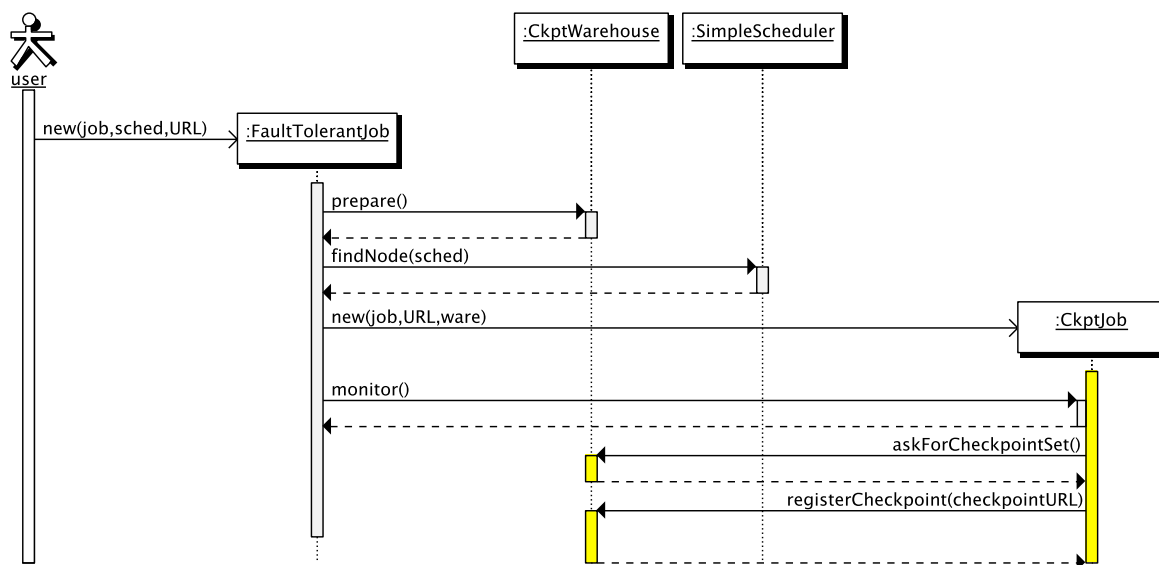 :CkptWarehouse
:SimpleScheduler
user
new(job,sched,URL)
:FaultTolerantJob
prepare()
findNode(sched)
new(job,URL,ware)
:CkptJob
monitor()
askForCheckpointSet()
registerCheckpoint(checkpointURL)